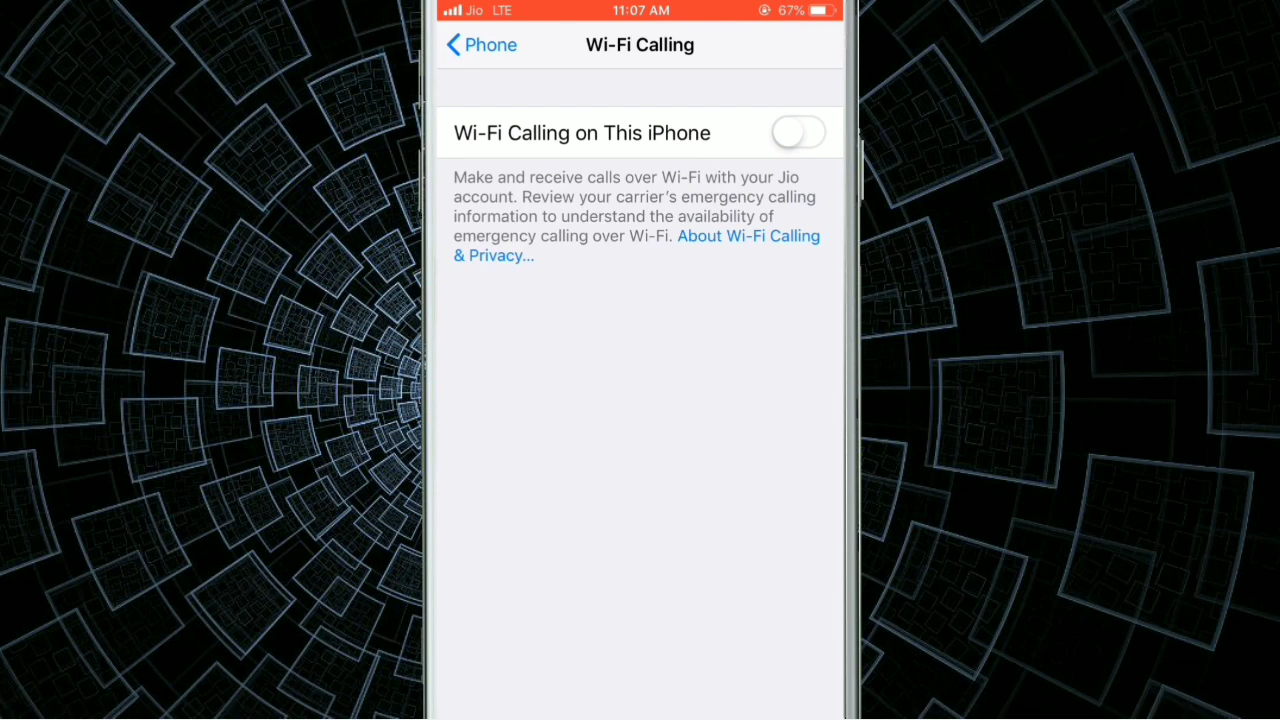 Jio LTE 11:07 AM 67%
Phone Wi-Fi Calling
Wi-Fi Calling on This iPhone
Make and receive calls over Wi-Fi with your Jio
account. Review your carrier's emergency calling
information to understand the availability of
emergency calling over Wi-Fi. About Wi-Fi Calling
& Privacy...